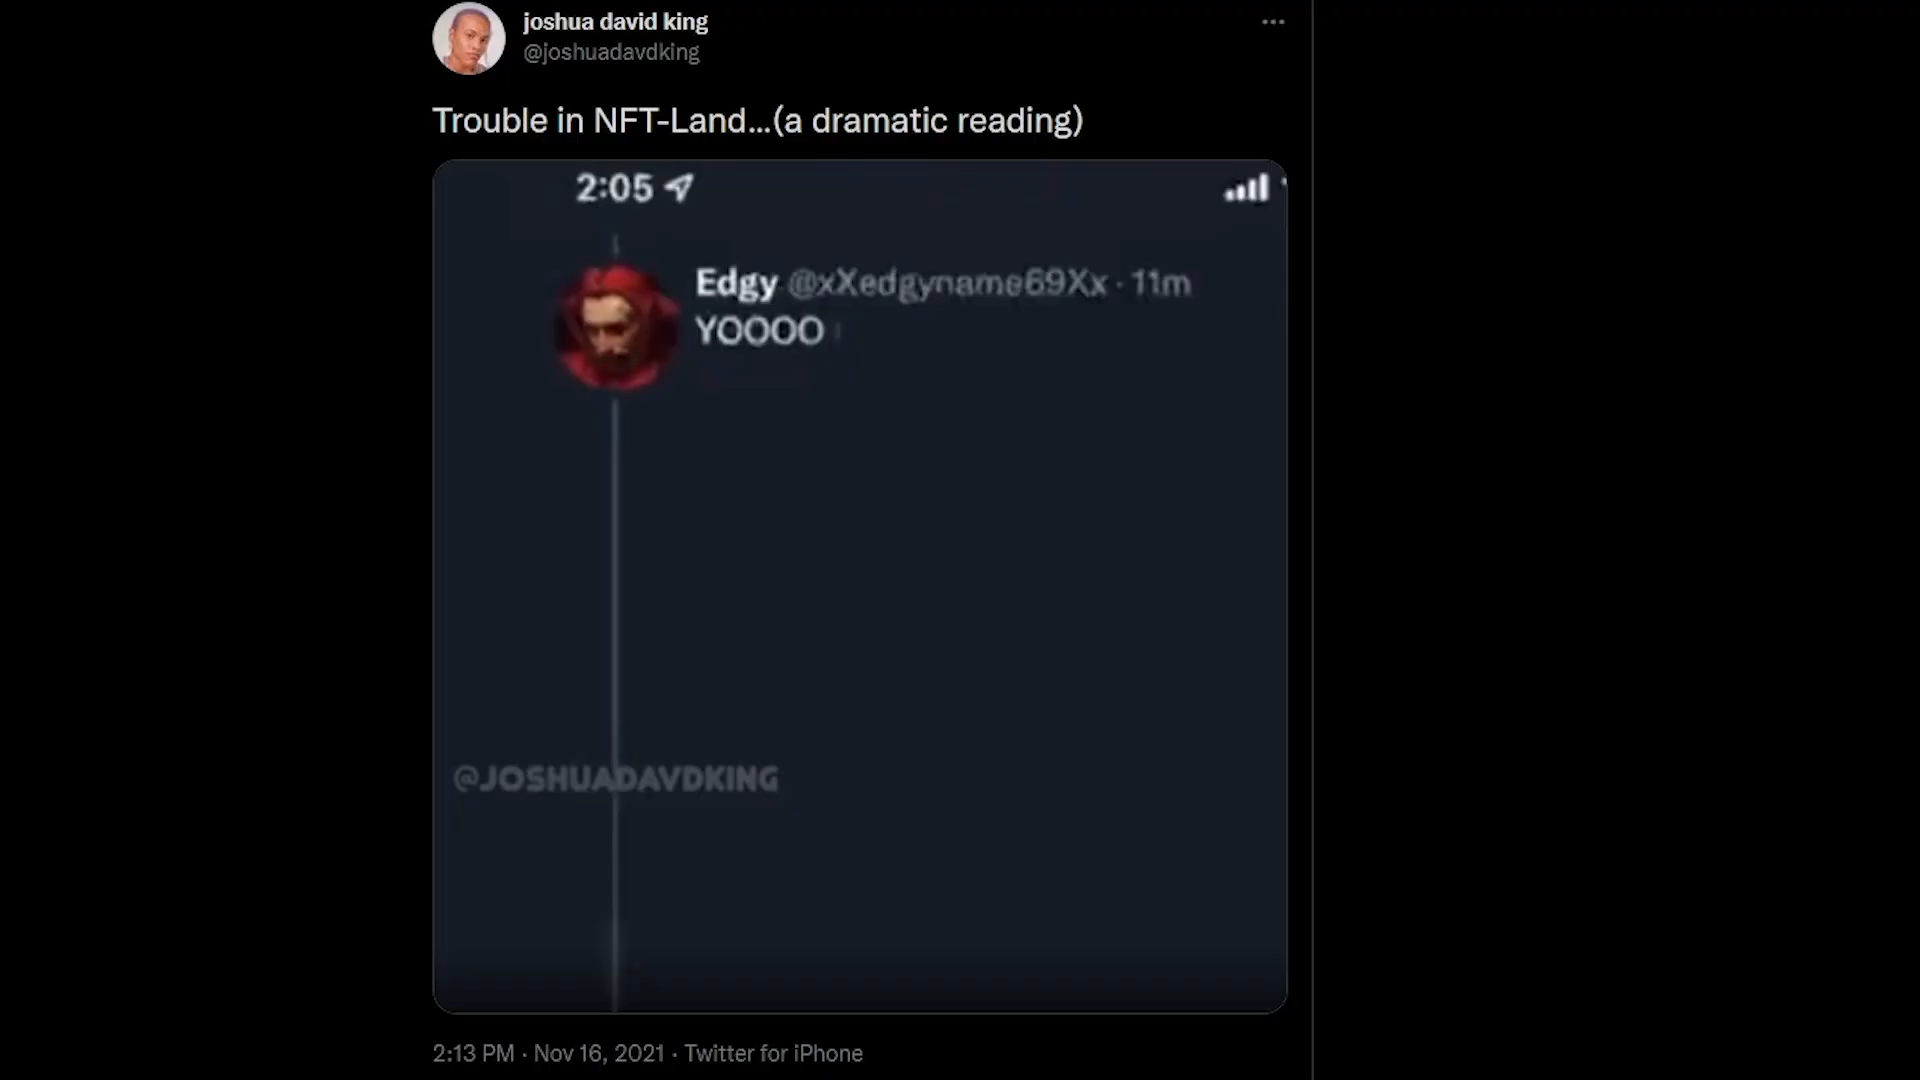 joshua david king
@joshuadavdking
Trouble in NFT-Land...(a dramatic reading)
2:05
Edgy @xXedgyname69Xx · 11m
YOOOO
@JOSHUADAVDKING
2:13 PM · Nov 16, 2021 · Twitter for iPhone